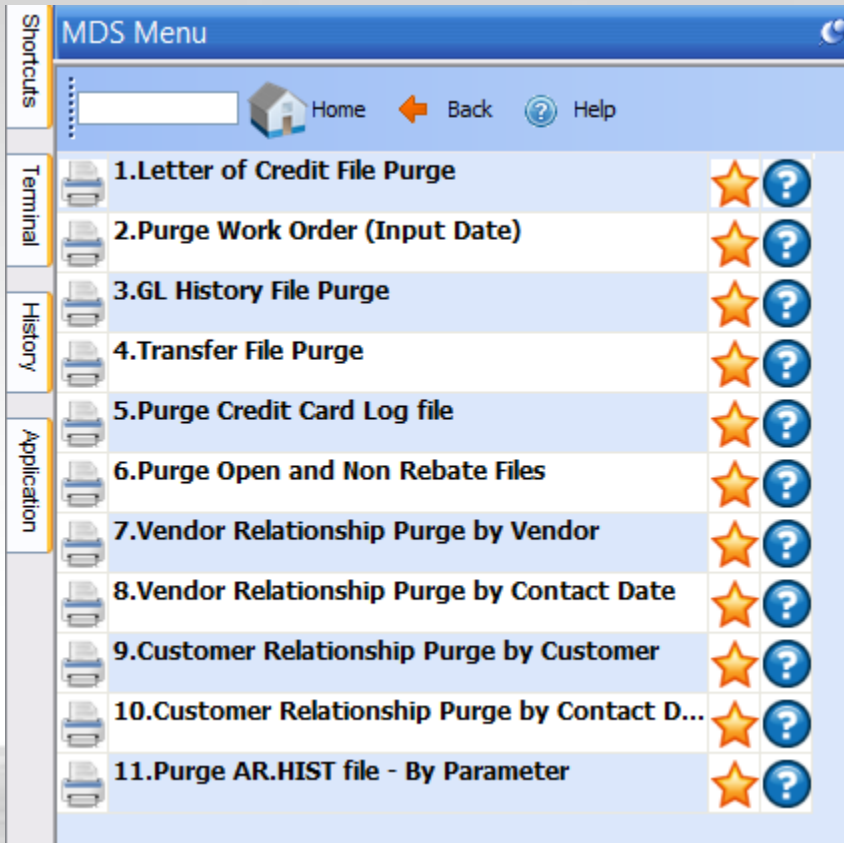 MDS Menu
Home Back Help
Shortcuts
Terminal
History
Application
1.Letter of Credit File Purge
2.Purge Work Order (Input Date)
3.GL History File Purge
4.Transfer File Purge
5.Purge Credit Card Log file
6.Purge Open and Non Rebate Files
7.Vendor Relationship Purge by Vendor
8.Vendor Relationship Purge by Contact Date
9.Customer Relationship Purge by Customer
10.Customer Relationship Purge by Contact D...
11.Purge AR.HIST file - By Parameter